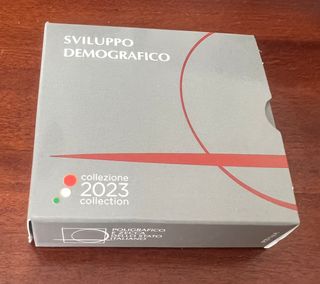 SVILUPPO
DEMOGRAFICO
collezione
2023
collection
POLIGRAFICO
E ZECCA
DELLO STATO
ITALIANO